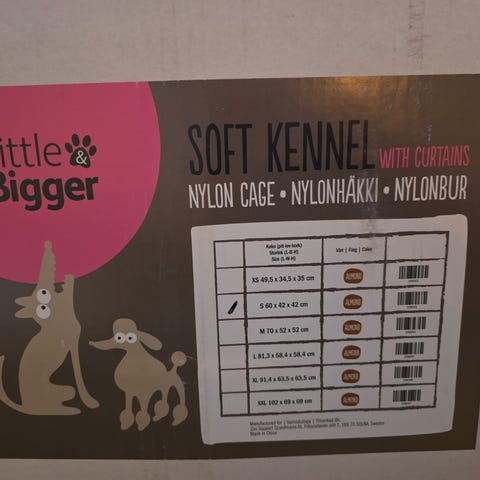 ittle &
Bigger
SOFT KENNEL WITH CURTAINS
NYLON CAGE • NYLONHÄKKI • NYLONBUR
Koko (pit-lev-kork)
Storlek (L-B-H)
Size (L-W-H)
Väri | Färg | Color
XS 49,5 x 34,5 x 35 cm
ALMOND
S 60 x 42 x 42 cm
ALMOND
M 70 x 52 x 52 cm
ALMOND
L 81,3 x 58,4 x 58,4 cm
ALMOND
XL 91,4 x 63,5 x 63,5 cm
ALMOND
XXL 102 x 69 x 69 cm
ALMOND
Made in China